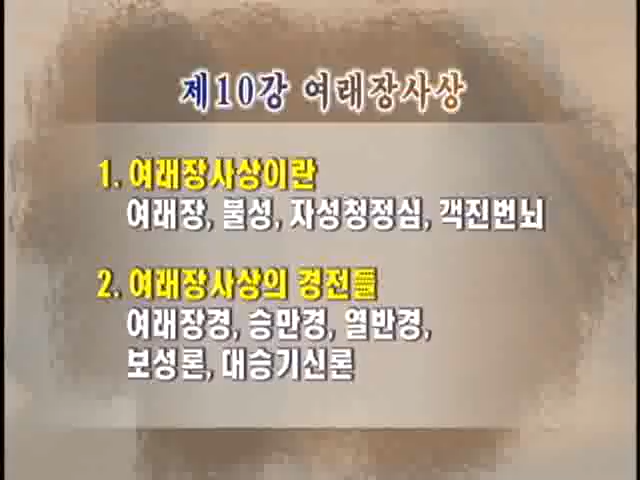 제10강 여래장사상
1. 여래장사상이란
여래장, 불성, 자성청정심, 객진번뇌
2. 여래장사상의 경전들
여래장경, 승만경, 열반경,
보성론, 대승기신론